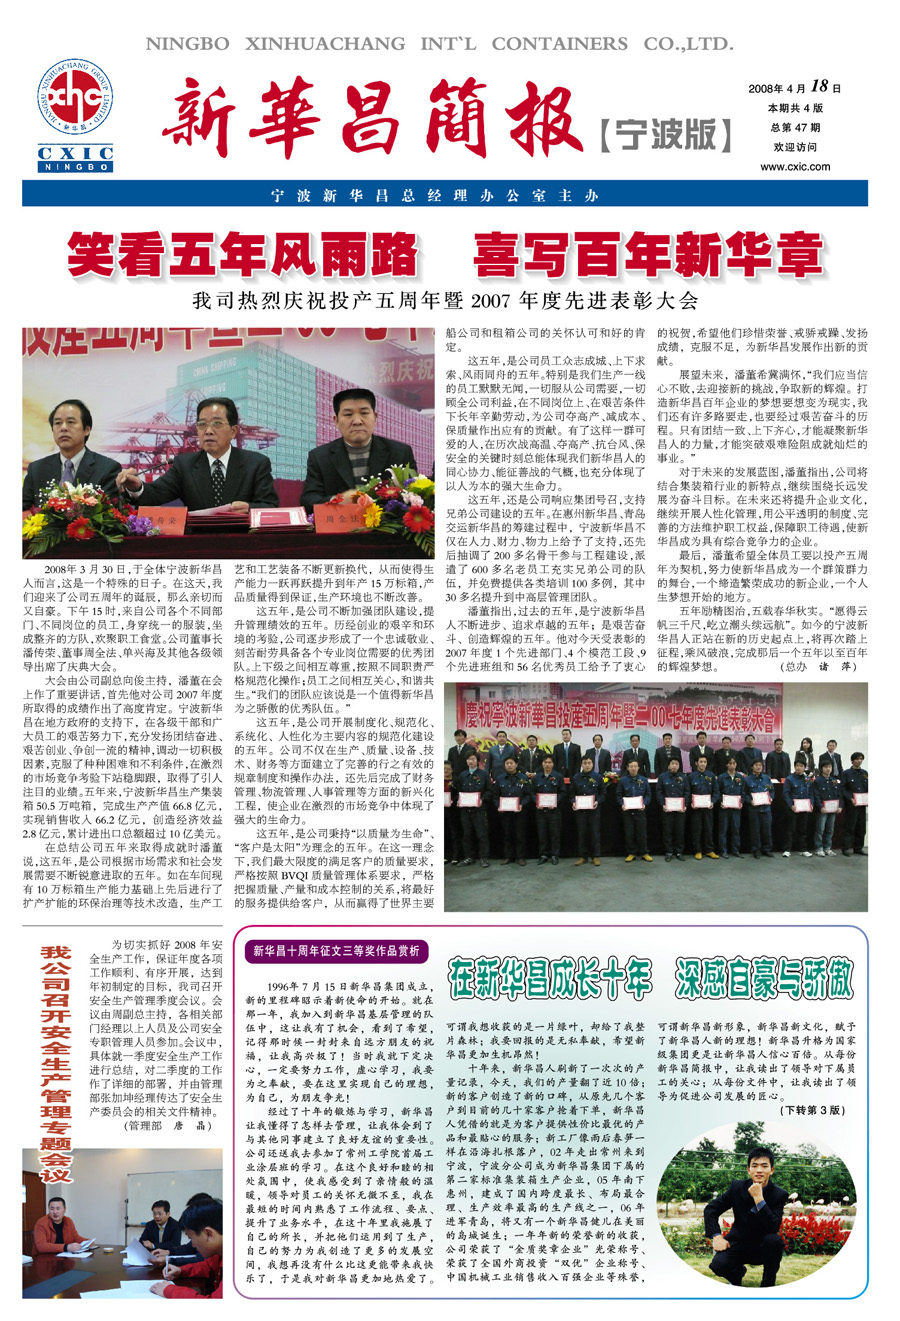 NINGBO XINHUACHANG INT`L CONTAINERS CO.,LTD.
CHANGZHOU XINHUACHANG GROUP LIMITED
xhc
·新华昌·
CXIC
NINGBO
新華昌簡报
【宁波版】
2008年 4 月 18 日
本期共 4 版
总第 47 期
欢迎访问
www.cxic.com
宁波新华昌总经理办公室主办
笑看五年风雨路 喜写百年新华章
我司热烈庆祝投产五周年暨 2007 年度先进表彰大会
2008年 3 月 30 日,于全体宁波新华昌
人而言,这是一个特殊的日子。在这天,我
们迎来了公司五周年的诞辰，那么亲切而
又自豪。下午 15 时,来自公司各个不同部
门、不同岗位的员工,身穿统一的服装,坐
成整齐的方队,欢聚职工食堂。公司董事长
潘传荣、董事周全法、单兴海及其他各级领
导出席了庆典大会。
大会由公司副总向俊主持，潘董在会
上作了重要讲话,首先他对公司 2007 年度
所取得的成绩作出了高度肯定。宁波新华
昌在地方政府的支持下，在各级干部和广
大员工的艰苦努力下,充分发扬团结奋进、
艰苦创业、争创一流的精神,调动一切积极
因素,克服了种种困难和不利条件,在激烈
的市场竞争考验下站稳脚跟，取得了引人
注目的业绩。五年来,宁波新华昌生产集装
箱 50.5 万吨箱，完成生产产值 66.8 亿元，
实现销售收入 66.2 亿元，创造经济效益
2.8 亿元,累计进出口总额超过 10 亿美元。
在总结公司五年来取得成就时潘董
说,这五年,是公司根据市场需求和社会发
展需要不断锐意进取的五年。如在车间现
有 10 万标箱生产能力基础上先后进行了
扩产扩能的环保治理等技术改造，生产工
艺和工艺装备不断更新换代，从而使得生
产能力一跃再跃提升到年产 15 万标箱,产
品质量得到保证,生产环境也不断改善。
这五年,是公司不断加强团队建设,提
升管理绩效的五年。历经创业的艰辛和环
境的考验,公司逐步形成了一个忠诚敬业、
刻苦耐劳具备各个专业岗位需要的优秀团
队。上下级之间相互尊重,按照不同职责严
格规范化操作;员工之间相互关心,和谐共
生。“我们的团队应该说是一个值得新华昌
为之骄傲的优秀队伍。”
这五年,是公司开展制度化、规范化、
系统化、人性化为主要内容的规范化建设
的五年。公司不仅在生产、质量、设备、技
术、财务等方面建立了完善的行之有效的
规章制度和操作办法，还先后完成了财务
管理、物流管理、人事管理等方面的新兴化
工程，使企业在激烈的市场竞争中体现了
强大的生命力。
这五年,是公司秉持“以质量为生命”、
“客户是太阳”为理念的五年。在这一理念
下,我们最大限度的满足客户的质量要求，
严格按照 BVQI 质量管理体系要求，严格
把握质量、产量和成本控制的关系,将最好
的服务提供给客户，从而赢得了世界主要
船公司和租箱公司的关怀认可和好的肯
定。
这五年,是公司员工众志成城、上下求
索、风雨同舟的五年。特别是我们生产一线
的员工默默无闻,一切服从公司需要,一切
顾全公司利益,在不同岗位上、在艰苦条件
下长年辛勤劳动,为公司夺高产、减成本、
保质量作出应有的贡献。有了这样一群可
爱的人,在历次战高温、夺高产、抗台风、保
安全的关键时刻总能体现我们新华昌人的
同心协力、能征善战的气概,也充分体现了
以人为本的强大生命力。
这五年,还是公司响应集团号召,支持
兄弟公司建设的五年。在惠州新华昌、青岛
交运新华昌的筹建过程中，宁波新华昌不
仅在人力、财力、物力上给予了支持,还先
后抽调了 200 多名骨干参与工程建设,派
遣了 600 多名老员工充实兄弟公司的队
伍，并免费提供各类培训 100 多例，其中
30 多名提升到中高层管理团队。
潘董指出,过去的五年,是宁波新华昌
人不断进步、追求卓越的五年；是艰苦奋
斗、创造辉煌的五年。他对今天受表彰的
2007 年度 1 个先进部门、4 个模范工段、9
个先进班组和 56 名优秀员工给予了衷心
的祝贺,希望他们珍惜荣誉、戒骄戒躁、发扬
成绩，克服不足，为新华昌发展作出新的贡
献。
展望未来，潘董希冀满怀,“我们应当信
心不败,去迎接新的挑战,争取新的辉煌。打
造新华昌百年企业的梦想要想变为现实,我
们还有许多路要走,也要经过艰苦奋斗的历
程。只有团结一致、上下齐心,才能凝聚新华
昌人的力量,才能突破艰难险阻成就灿烂的
事业。”
对于未来的发展蓝图,潘董指出,公司将
结合集装箱行业的新特点,继续围绕长远发
展为奋斗目标。在未来还将提升企业文化，
继续开展人性化管理,用公平透明的制度、完
善的方法维护职工权益,保障职工待遇,使新
华昌成为具有综合竞争力的企业。
最后，潘董希望全体员工要以投产五周
年为契机,努力使新华昌成为一个群策群力
的舞台,一个缔造繁荣成功的新企业,一个人
生梦想开始的地方。
五年励精图治,五载春华秋实。“愿得云
帆三千尺,屹立潮头续远航”。如今的宁波新
华昌人正站在新的历史起点上,将再次踏上
征程,乘风破浪,完成那后一个五年以至百年
的辉煌梦想。 (总办 诸 萍)
慶祝寧波新華昌投産五周年暨二00七年度先進表彰大會
我公司召开安全生产管理专题会议
为切实抓好 2008 年安
全生产工作，保证年度各项
工作顺利、有序开展，达到
年初制定的目标，我司召开
安全生产管理季度会议。会
议由周副总主持，各相关部
门经理以上人员及公司安全
专职管理人员参加。会议中，
具体就一季度安全生产工作
进行总结，对二季度的工作
作了详细的部署，并由管理
部张加坤经理传达了安全生
产委员会的相关文件精神。
(管理部 唐 晶)
新华昌十周年征文三等奖作品赏析
在新华昌成长十年 深感自豪与骄傲
1996年 7 月 15 日新华昌集团成立，
新的里程碑昭示着新使命的开始。就在
那一年，我加入到新华昌基层管理的队
伍中，这让我有了机会，看到了希望，
记得那时候一封封来自远方朋友的祝
福，让我高兴极了！当时我就下定决
心，一定要努力工作，虚心学习，我要
为之奉献，要在这里实现自己的理想，
为自己，为朋友争光！
经过了十年的锻炼与学习，新华昌
让我懂得了怎样去管理，让我体会到了
与其他同事建立了良好友谊的重要性。
公司还送我去参加了常州工学院首届工
业涂层班的学习。在这个良好和睦的相
处氛围中，使我感受到了亲情般的温
暖，领导对员工的关怀无微不至，我在
最短的时间内熟悉了工作流程、要点、
提升了业务水平，在这十年里我施展了
自己的所长，并把他们运用到了生产，
自己的努力为我创造了更多的发展空
间，我想再没有什么比这更能带来我快
乐了，于是我对新华昌更加地热爱了。
可谓我想收获的是一片绿叶，却给了我整
片森林；我要回报的是无私奉献，希望新
华昌更加生机昂然！
十年来，新华昌人刷新了一次次的产
量记录，今天，我们的产量翻了近 10 倍；
新的客户创造了新的口碑，从原先几个客
户到目前的几十家客户抢着下单，新华昌
人凭借的就是为客户提供性价比最优的产
品和最贴心的服务；新工厂像雨后春笋一
样在沿海扎根落户，02 年走出常州来到
宁波，宁波分公司成为新华昌集团下属的
第二家标准集装箱生产企业，05 年南下
惠州，建成了国内跨度最长、布局最合
理、生产效率最高的生产线之一，06 年
进军青岛，将又有一个新华昌健儿在美丽
的岛城诞生；一年年新的荣誉新的收获，
公司荣获了“金质奖章企业”光荣称号、
荣获了全国外商投资“双优”企业称号、
中国机械工业销售收入百强企业等殊誉，
可谓新华昌新形象，新华昌新文化，赋予
了新华昌人新的理想！新华昌升格为国家
级集团更是让新华昌人信心百倍。从每份
新华昌简报中，让我读出了领导对下属员
工的关心；从每份文件中，让我读出了领
导为促进公司发展的匠心。
(下转第 3 版)